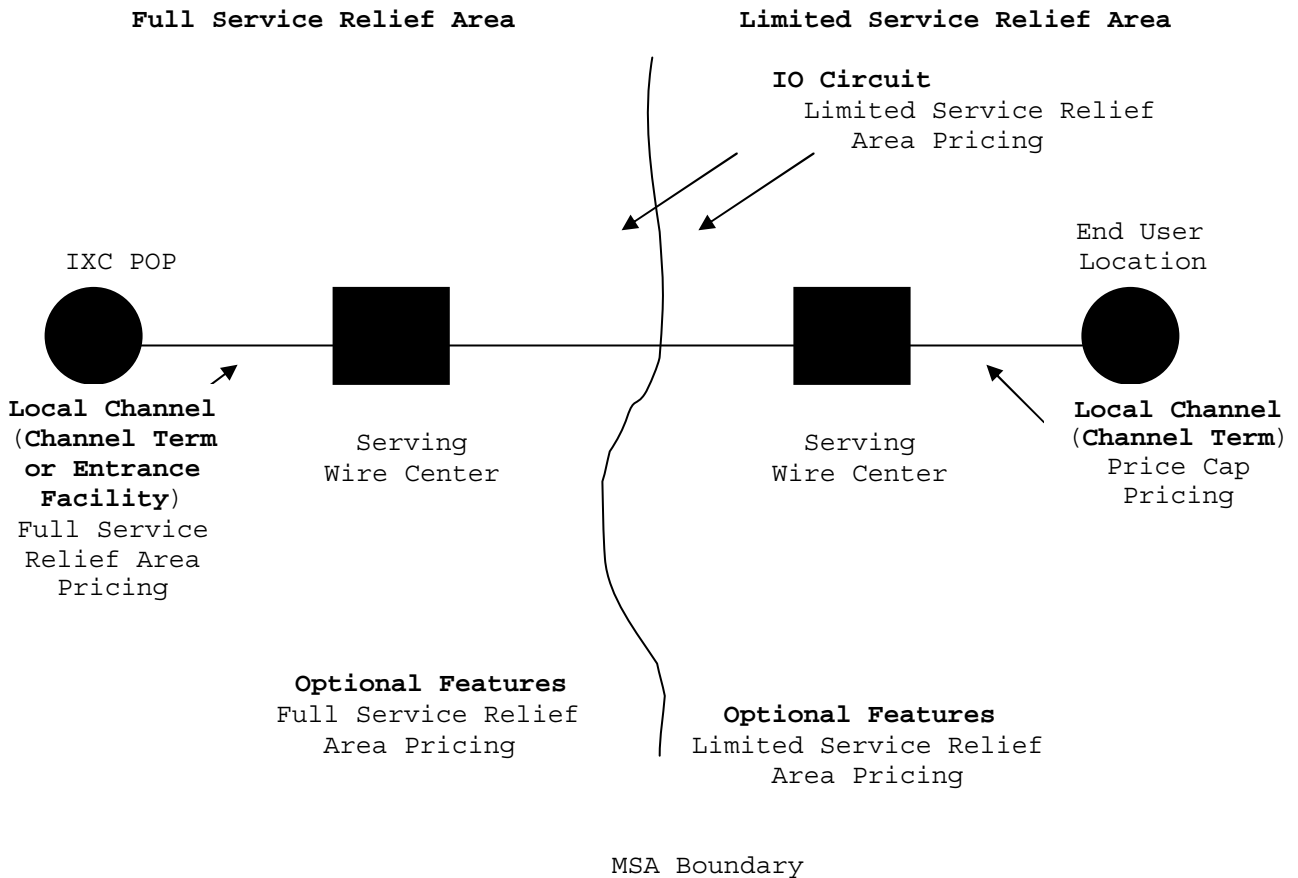 Full Service Relief Area
Limited Service Relief Area
IO Circuit
Limited Service Relief
Area Pricing
IXC POP
End User
Location
Local Channel
(Channel Term
or Entrance
Facility)
Full Service
Relief Area
Pricing
Serving
Wire Center
Serving
Wire Center
Local Channel
(Channel Term)
Price Cap
Pricing
Optional Features
Full Service Relief
Area Pricing
Optional Features
Limited Service Relief
Area Pricing
MSA Boundary